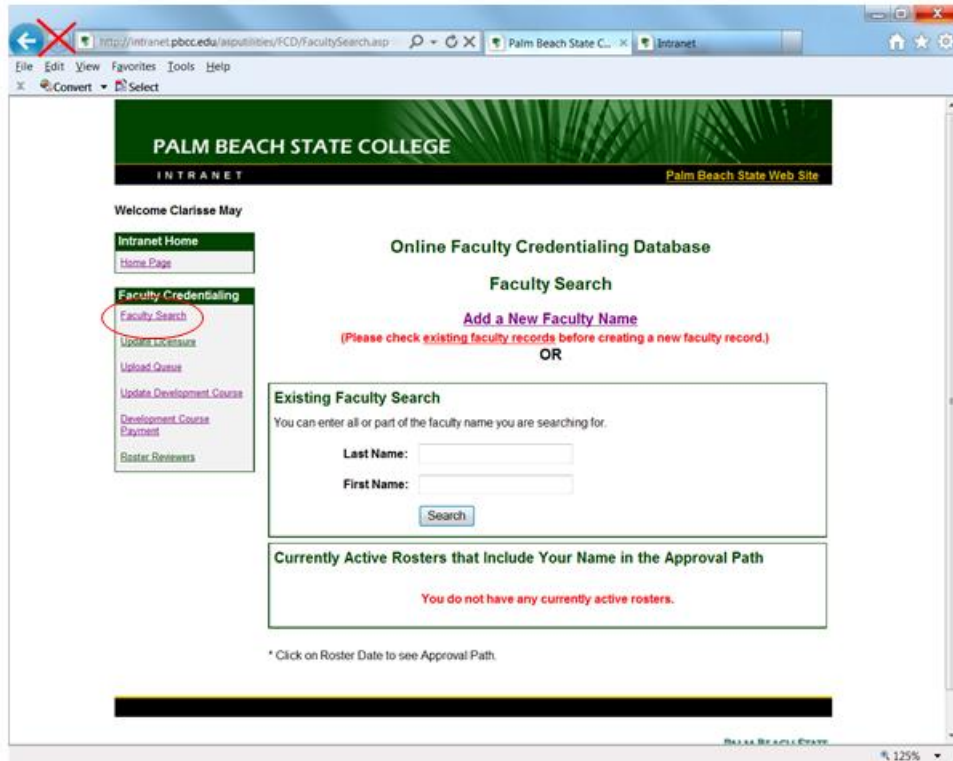 http://intranet.pbcc.edu/asputilities/FCD/FacultySearch.asp
Palm Beach State C...
Intranet
File Edit View Favorites Tools Help
x Convert Select
PALM BEACH STATE COLLEGE
INTRANET
Palm Beach State Web Site
Welcome Clarisse May
Intranet Home
Home Page
Faculty Credentialing
Faculty Search
Update Licensure
Upload Queue
Update Development Course
Development Course
Payment
Roster Reviewers
Online Faculty Credentialing Database
Faculty Search
Add a New Faculty Name
(Please check existing faculty records before creating a new faculty record.)
OR
Existing Faculty Search
You can enter all or part of the faculty name you are searching for.
Last Name:
First Name:
Search
Currently Active Rosters that Include Your Name in the Approval Path
You do not have any currently active rosters.
* Click on Roster Date to see Approval Path.
PALM BEACH STATE
125%